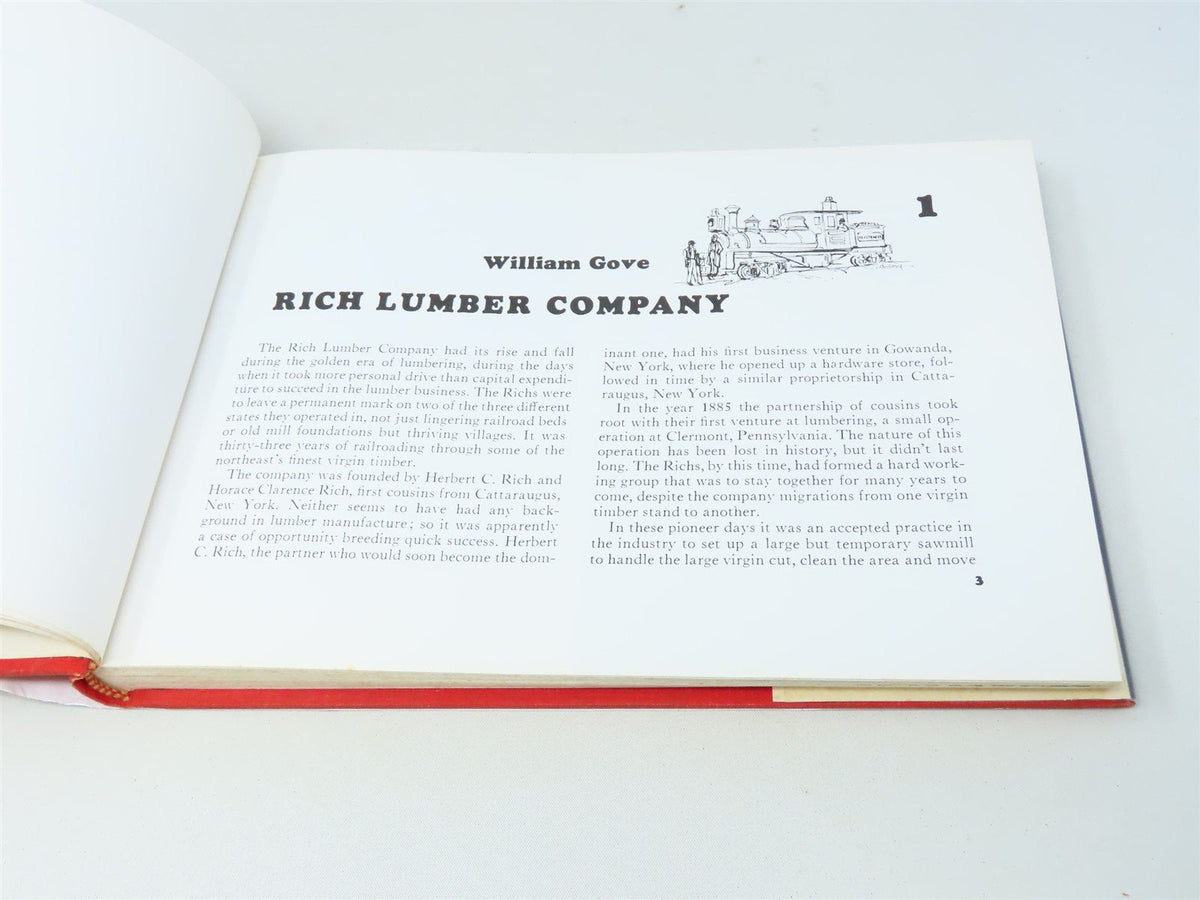 1
William Gove
RICH LUMBER COMPANY
The Rich Lumber Company had its rise and fall
during the golden era of lumbering, during the days
when it took more personal drive than capital expendi-
ture to succeed in the lumber business. The Richs were
to leave a permanent mark on two of the three different
states they operated in, not just lingering railroad beds
or old mill foundations but thriving villages. It was
thirty-three years of railroading through some of the
northeast's finest virgin timber.
The company was founded by Herbert C. Rich and
Horace Clarence Rich, first cousins from Cattaraugus,
New York. Neither seems to have had any back-
ground in lumber manufacture; so it was apparently
a case of opportunity breeding quick success. Herbert
C. Rich, the partner who would soon become the dom-
inant one, had his first business venture in Gowanda,
New York, where he opened up a hardware store, fol-
lowed in time by a similar proprietorship in Catta-
raugus, New York.
In the year 1885 the partnership of cousins took
root with their first venture at lumbering, a small op-
eration at Clermont, Pennsylvania. The nature of this
operation has been lost in history, but it didn't last
long. The Richs, by this time, had formed a hard work-
ing group that was to stay together for many years to
come, despite the company migrations from one virgin
timber stand to another.
In these pioneer days it was an accepted practice in
the industry to set up a large but temporary sawmill
to handle the large virgin cut, clean the area and move
3